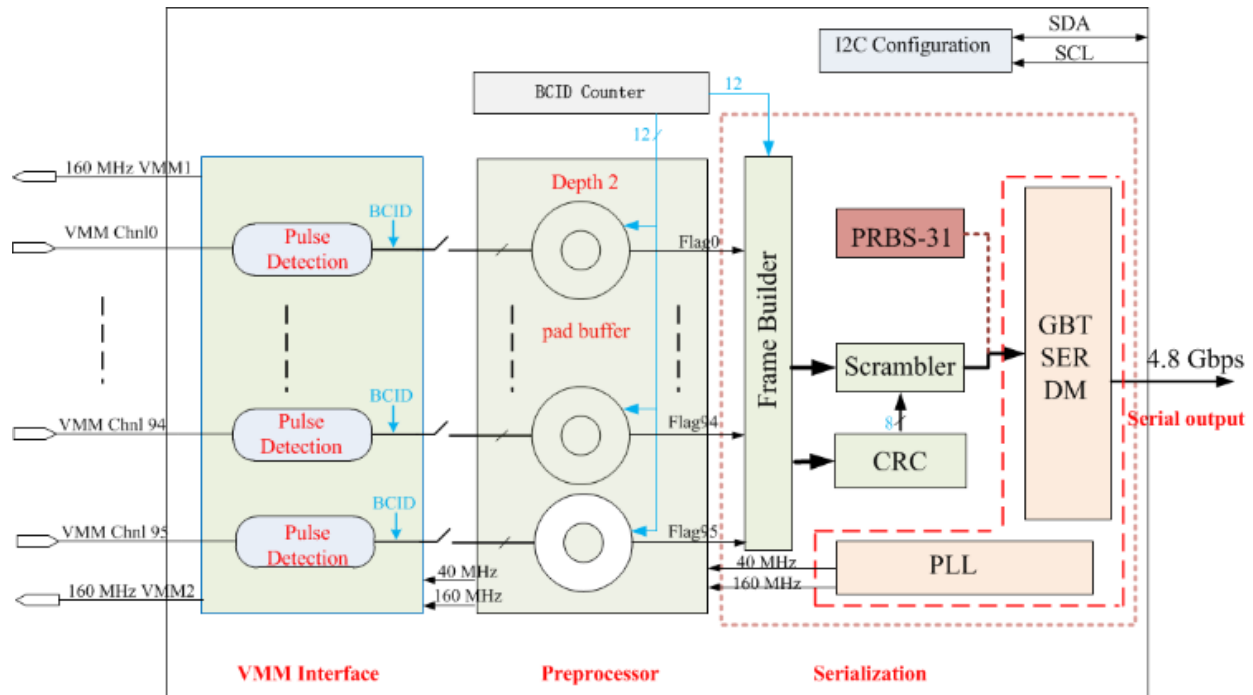 SDA
I2C Configuration
SCL
BCID Counter
12
12
160 MHz VMM1
Depth 2
BCID
VMM Chnl0
Pulse
Detection
Flag0
PRBS-31
pad buffer
Frame Builder
GBT
SER
DM
4.8 Gbps
Serial output
Scrambler
BCID
VMM Chnl 94
Pulse
Detection
Flag94
8
CRC
BCID
VMM Chnl 95
Pulse
Detection
Flag95
40 MHz
160 MHz
40 MHz
160 MHz
PLL
160 MHz VMM2
VMM Interface
Preprocessor
Serialization